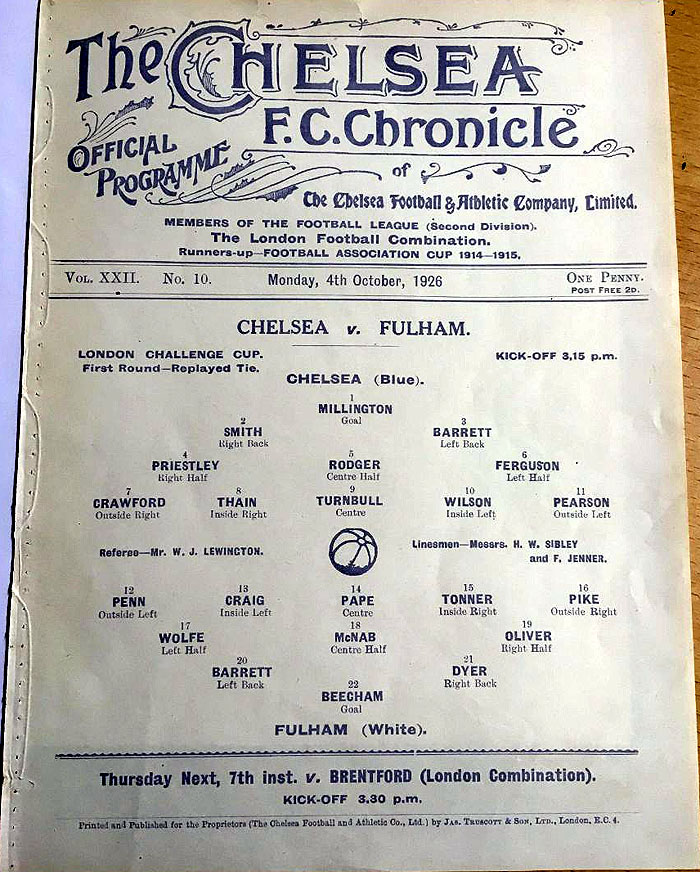 The CHELSEA
F.C. Chronicle
OFFICIAL
PROGRAMME
of
The Chelsea Football & Athletic Company, Limited.
MEMBERS OF THE FOOTBALL LEAGUE (Second Division).
The London Football Combination.
Runners-up—FOOTBALL ASSOCIATION CUP 1914—1915.
VOL. XXII. No. 10. Monday, 4th October, 1926 ONE PENNY.
POST FREE 2D.
CHELSEA v. FULHAM.
LONDON CHALLENGE CUP. KICK-OFF 3.15 p.m.
First Round—Replayed Tie.
CHELSEA (Blue).
1
MILLINGTON
Goal
2 3
SMITH BARRETT
Right Back Left Back
4 5 6
PRIESTLEY RODGER FERGUSON
Right Half Centre Half Left Half
7 8 9 10 11
CRAWFORD THAIN TURNBULL WILSON PEARSON
Outside Right Inside Right Centre Inside Left Outside Left
Referee—Mr. W. J. LEWINGTON. Linesmen—Messrs. H. W. SIBLEY
and F. JENNER.
12 13 14 15 16
PENN CRAIG PAPE TONNER PIKE
Outside Left Inside Left Centre Inside Right Outside Right
17 18 19
WOLFE McNAB OLIVER
Left Half Centre Half Right Half
20 21
BARRETT DYER
Left Back Right Back
22
BEECHAM
Goal
FULHAM (White).
Thursday Next, 7th inst. v. BRENTFORD (London Combination).
KICK-OFF 3.30 p.m.
Printed and Published for the Proprietors (The Chelsea Football and Athletic Co., Ltd.) by JAS. TRUSCOTT & SON, LTD., London, E.C. 4.